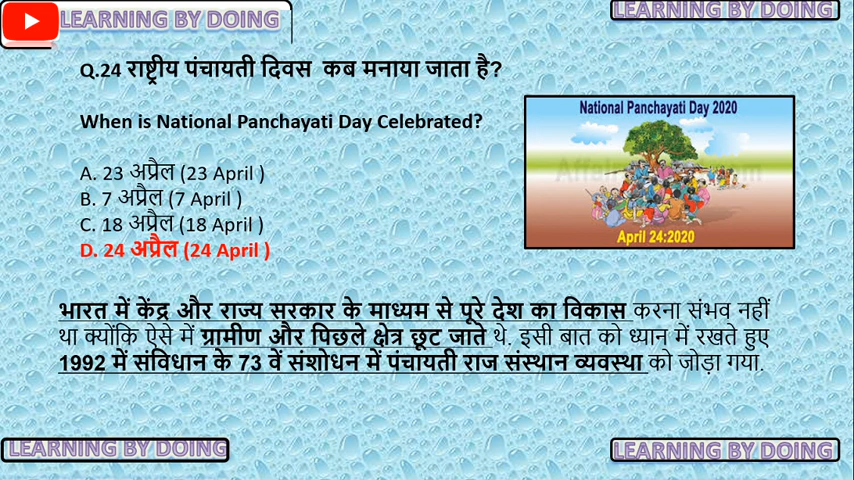 LEARNING BY DOING
LEARNING BY DOING
Q.24 राष्ट्रीय पंचायती दिवस कब मनाया जाता है?
When is National Panchayati Day Celebrated?
A. 23 अप्रैल (23 April )
B. 7 अप्रैल (7 April )
C. 18 अप्रैल (18 April )
D. 24 अप्रैल (24 April )
National Panchayati Day 2020
April 24:2020
भारत में केंद्र और राज्य सरकार के माध्यम से पूरे देश का विकास करना संभव नहीं
था क्योंकि ऐसे में ग्रामीण और पिछले क्षेत्र छूट जाते थे. इसी बात को ध्यान में रखते हुए
1992 में संविधान के 73 वें संशोधन में पंचायती राज संस्थान व्यवस्था को जोड़ा गया.
LEARNING BY DOING
LEARNING BY DOING